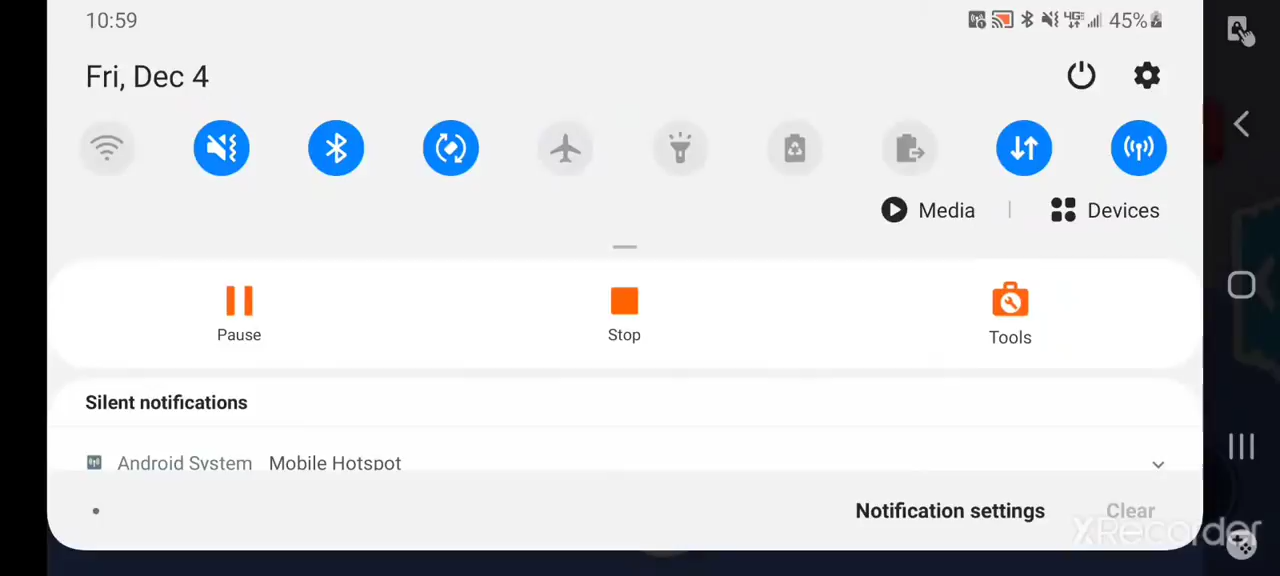 10:59
4G 45%
Fri, Dec 4
Media | Devices
Pause Stop Tools
Silent notifications
Android System Mobile Hotspot
Notification settings Clear
XRecorder